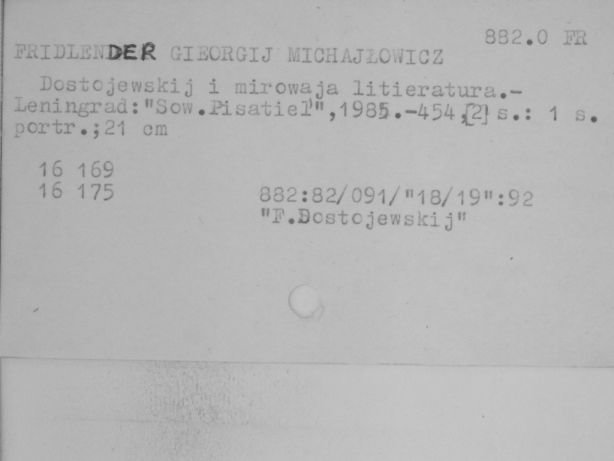 882.0 FR
FRIDLENDER GIEORGIJ MICHAJŁOWICZ
Dostojewskij i mirowaja litieratura.-
Leningrad:"Sow.Pisatiel'",1985.-454,[2] s.: 1 s.
portr.;21 cm
16 169
16 175
882:82/091/"18/19":92
"F.Dostojewskij"